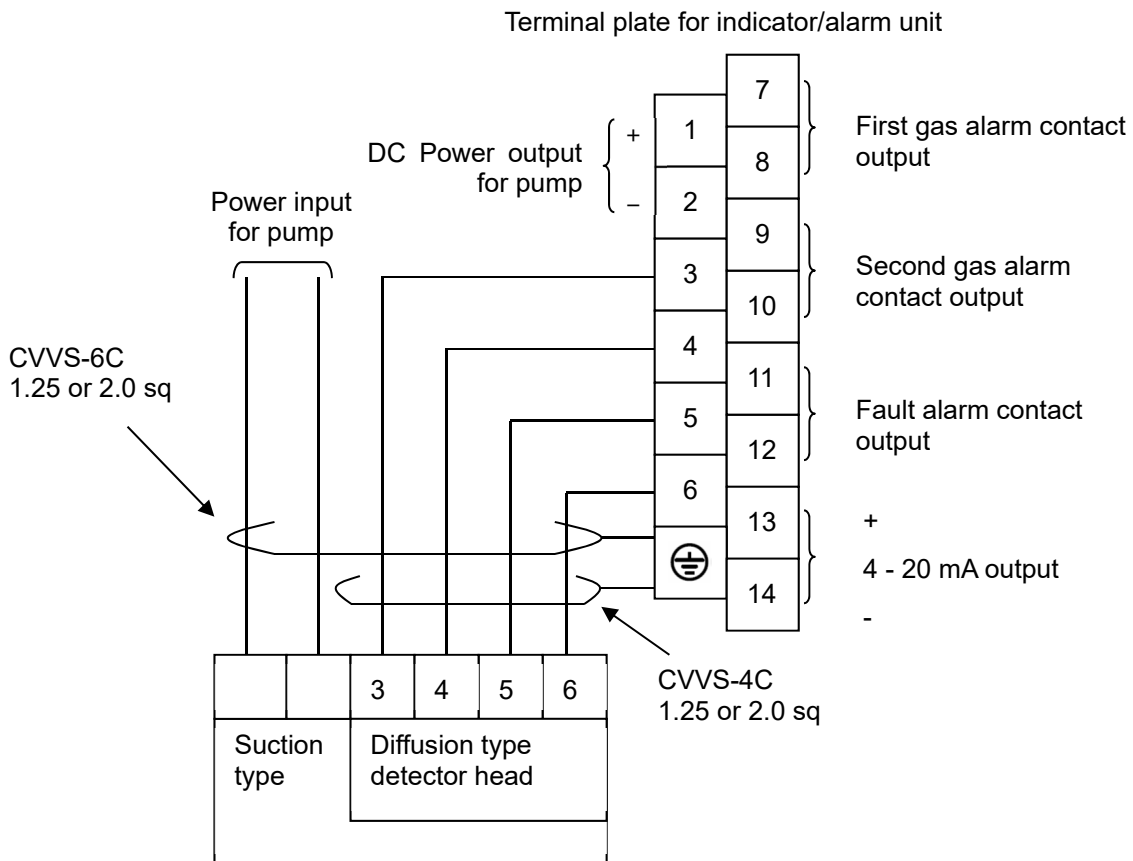 Terminal plate for indicator/alarm unit
7
First gas alarm contact
output
8
1
+
DC Power output
for pump
2
–
Power input
for pump
9
Second gas alarm
contact output
10
3
4
CVVS-6C
1.25 or 2.0 sq
11
Fault alarm contact
output
12
5
6
13
+
4 - 20 mA output
14
-
CVVS-4C
1.25 or 2.0 sq
3
4
5
6
Suction
type
Diffusion type
detector head